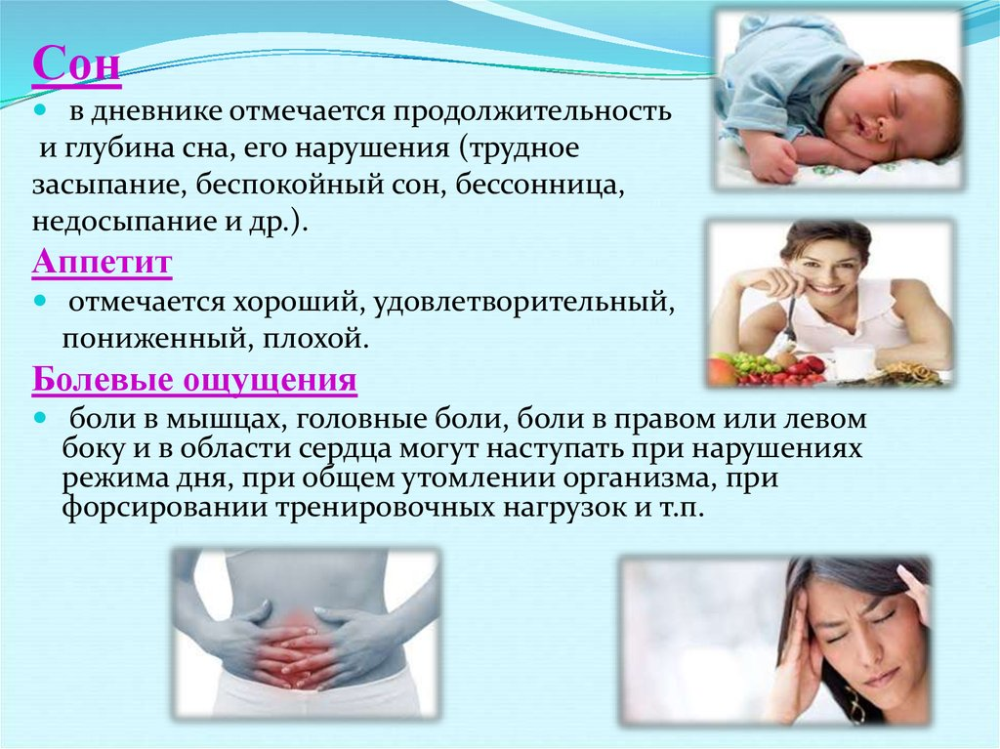 Сон
• в дневнике отмечается продолжительность
и глубина сна, его нарушения (трудное
засыпание, беспокойный сон, бессонница,
недосыпание и др.).
Аппетит
• отмечается хороший, удовлетворительный,
пониженный, плохой.
Болевые ощущения
• боли в мышцах, головные боли, боли в правом или левом
боку и в области сердца могут наступать при нарушениях
режима дня, при общем утомлении организма, при
форсировании тренировочных нагрузок и т.п.